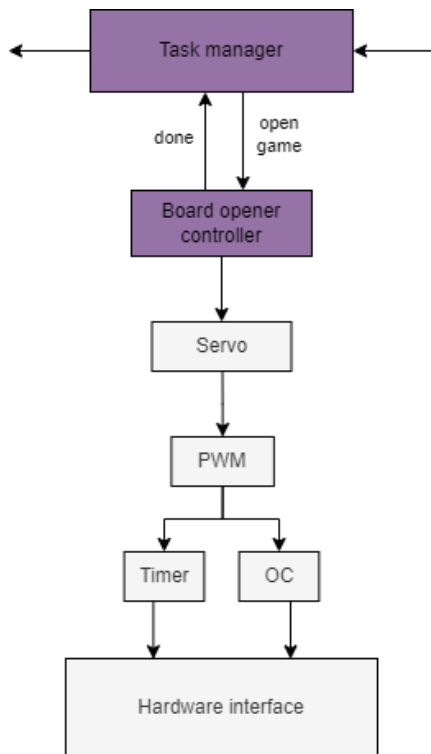 Task manager
done
open
game
Board opener
controller
Servo
PWM
Timer
OC
Hardware interface